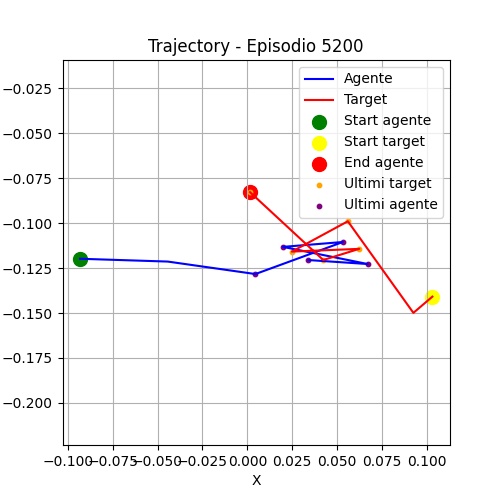 Trajectory - Episodio 5200
Agente
Target
Start agente
Start target
End agente
Ultimi target
Ultimi agente
−0.025
−0.050
−0.075
−0.100
−0.125
−0.150
−0.175
−0.200
−0.100 −0.075 −0.050 −0.025 0.000 0.025 0.050 0.075 0.100
X